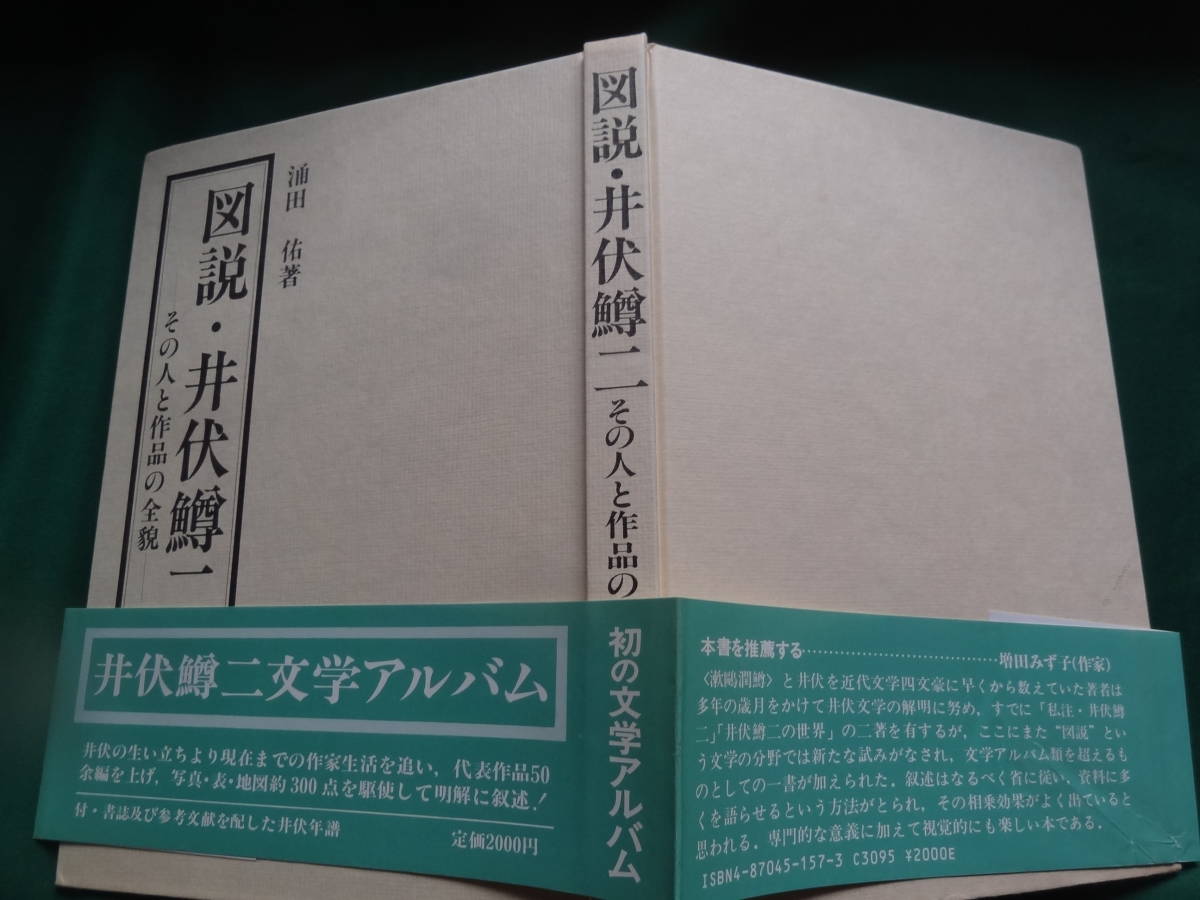 涌田 佑著
図説・井伏鱒
その人と作品の全貌
井伏鱒二文学アルバム
井伏の生い立ちより現在までの作家生活を追い，代表作品50
余編を上げ，写真・表・地図約300点を駆使して明解に叙述！
付・書誌及び参考文献を配した井伏年譜
定価2000円
図説・井伏鱒二 その人と作品の
初の文学アルバム
本書を推薦する……………………………増田みず子(作家)
〈漱鷗潤鱒〉と井伏を近代文学四文豪に早くから数えていた著者は
多年の歳月をかけて井伏文学の解明に努め，すでに「私注・井伏鱒
二」「井伏鱒二の世界」の二著を有するが，ここにまた“図説”とい
う文学の分野では新たな試みがなされ，文学アルバム類を超えるも
のとしての一書が加えられた．叙述はなるべく省に従い，資料に多
くを語らせるという方法がとられ，その相乗効果がよく出ていると
思われる．専門的な意義に加えて視覚的にも楽しい本である．
ISBN4-87045-157-3 C3095 ¥2000E